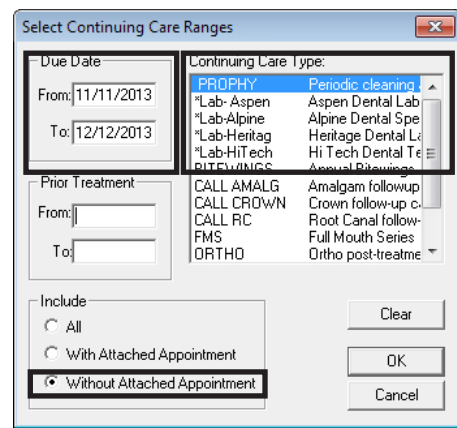 Select Continuing Care Ranges
Due Date
From: 11/11/2013
To: 12/12/2013
Prior Treatment
From:
To:
Continuing Care Type:
PROPHY Periodic cleaning
*Lab- Aspen Aspen Dental Lab
*Lab-Alpine Alpine Dental Spe
*Lab-Heritag Heritage Dental La
*Lab-HiTech Hi Tech Dental Te
BITEWINGS Annual Bitewings
CALL AMALG Amalgam followup
CALL CROWN Crown follow-up c
CALL RC Root Canal follow-
FMS Full Mouth Series
ORTHO Ortho post-treatme
Include
All
With Attached Appointment
Without Attached Appointment
Clear
OK
Cancel